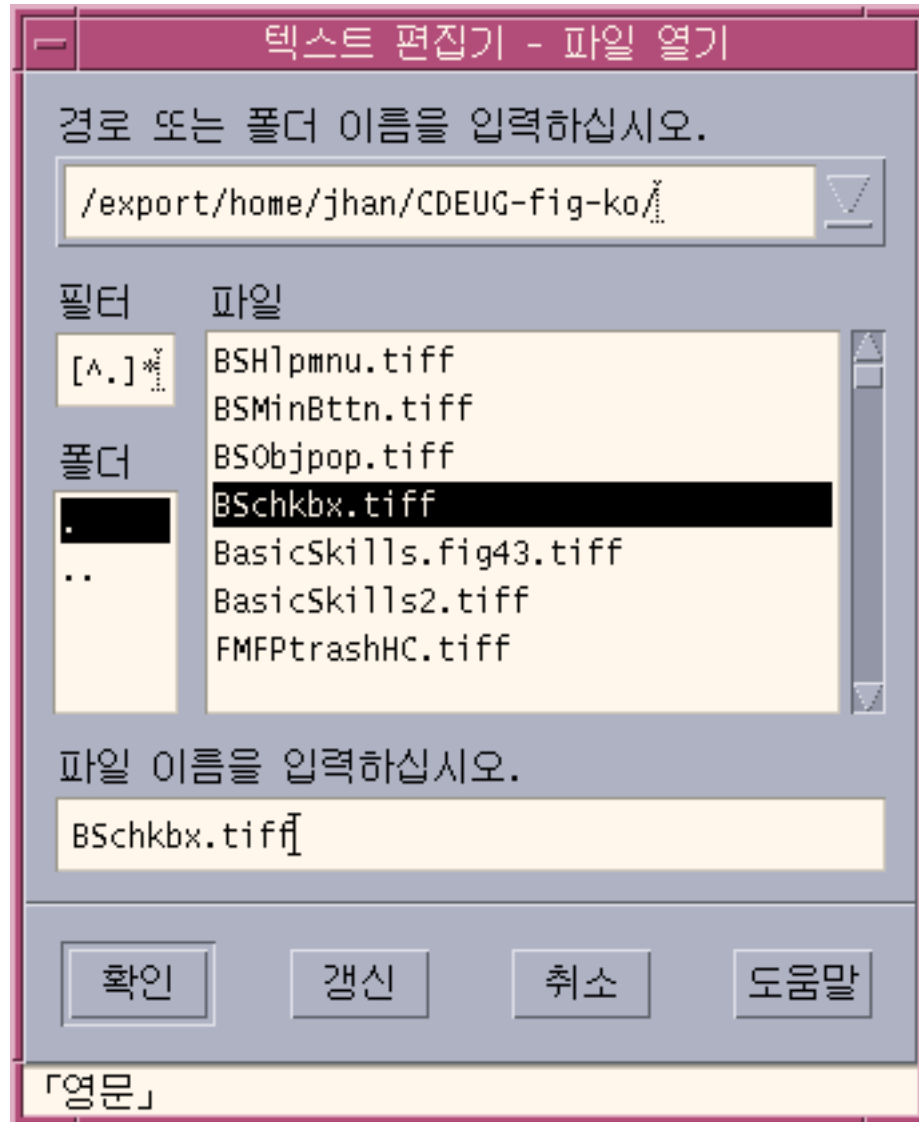 텍스트 편집기 - 파일 열기
경로 또는 폴더 이름을 입력하십시오.
/export/home/jhan/CDEUG-fig-ko/
필터
[^.]*
폴더
.
..
파일
BSHlpmnu.tiff
BSMinBttn.tiff
BSObjpop.tiff
BSchkbx.tiff
BasicSkills.fig43.tiff
BasicSkills2.tiff
FMFPtrashHC.tiff
파일 이름을 입력하십시오.
BSchkbx.tiff
확인 갱신 취소 도움말
「영문」